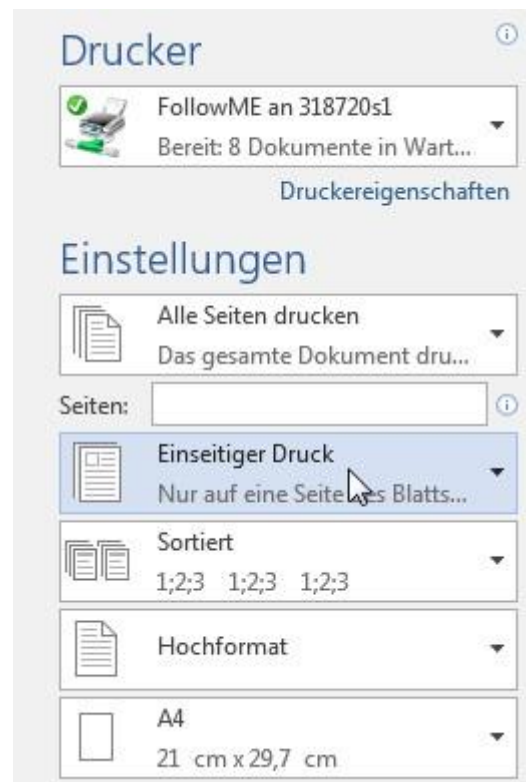 Drucker
FollowME an 318720s1
Bereit: 8 Dokumente in Wart...
Druckereigenschaften
Einstellungen
Alle Seiten drucken
Das gesamte Dokument dru...
Seiten:
Einseitiger Druck
Nur auf eine Seite des Blatts...
Sortiert
1;2;3 1;2;3 1;2;3
Hochformat
A4
21 cm x 29,7 cm